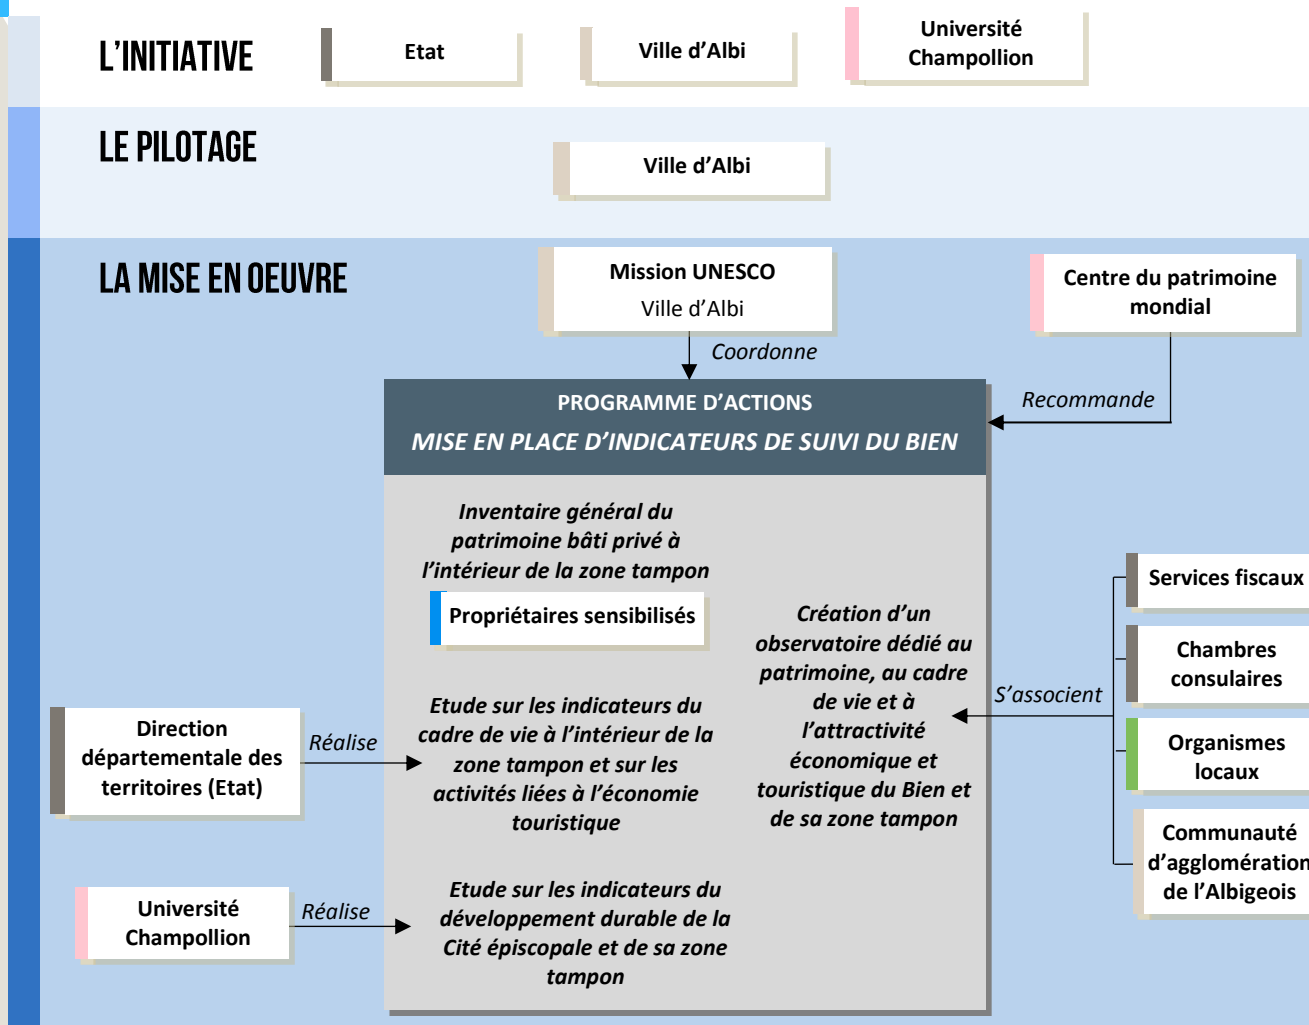 L'INITIATIVE
Etat
Ville d'Albi
Université
Champollion
LE PILOTAGE
Ville d'Albi
LA MISE EN OEUVRE
Mission UNESCO
Ville d'Albi
Centre du patrimoine
mondial
Coordonne
Recommande
PROGRAMME D'ACTIONS
MISE EN PLACE D'INDICATEURS DE SUIVI DU BIEN
Inventaire général du
patrimoine bâti privé à
l'intérieur de la zone tampon
Propriétaires sensibilisés
Création d'un
observatoire dédié au
patrimoine, au cadre
de vie et à
l'attractivité
économique et
touristique du Bien et
de sa zone tampon
S'associent
Services fiscaux
Chambres
consulaires
Organismes
locaux
Communauté
d'agglomération
de l'Albigeois
Direction
départementale des
territoires (Etat)
Réalise
Etude sur les indicateurs du
cadre de vie à l'intérieur de la
zone tampon et sur les
activités liées à l'économie
touristique
Université
Champollion
Réalise
Etude sur les indicateurs du
développement durable de la
Cité épiscopale et de sa zone
tampon